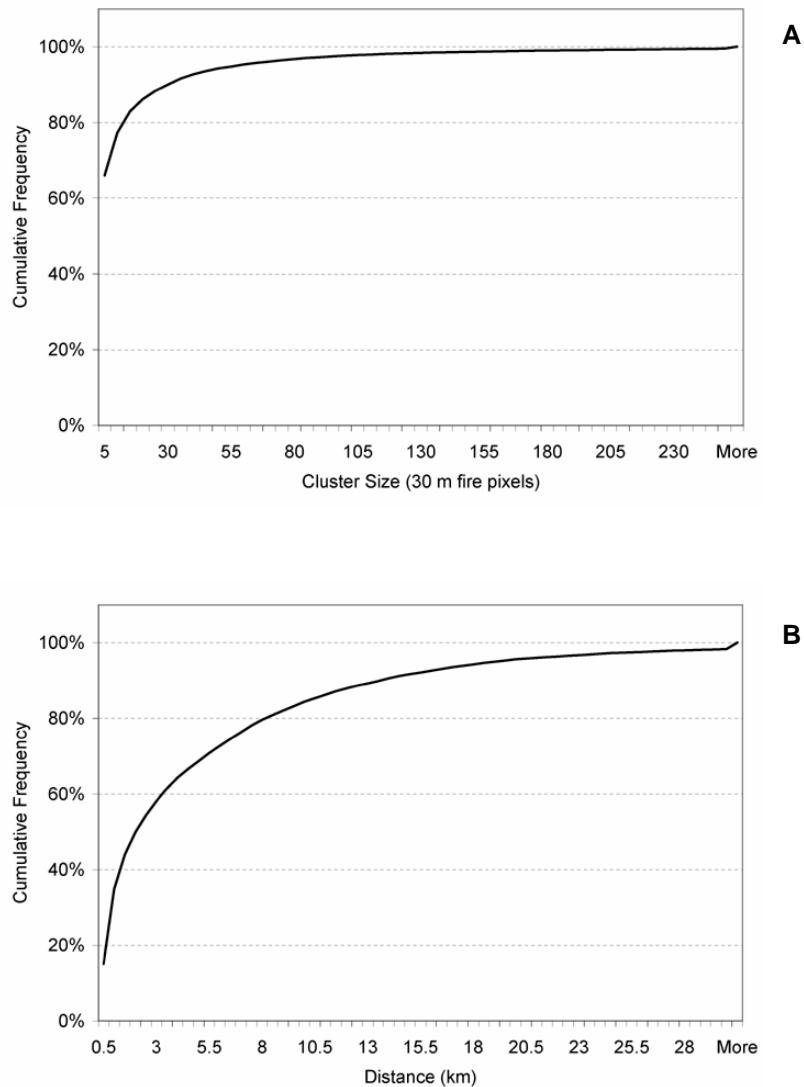 A
100%
80%
60%
40%
20%
0%
Cumulative Frequency
5 30 55 80 105 130 155 180 205 230 More
Cluster Size (30 m fire pixels)
B
100%
80%
60%
40%
20%
0%
Cumulative Frequency
0.5 3 5.5 8 10.5 13 15.5 18 20.5 23 25.5 28 More
Distance (km)